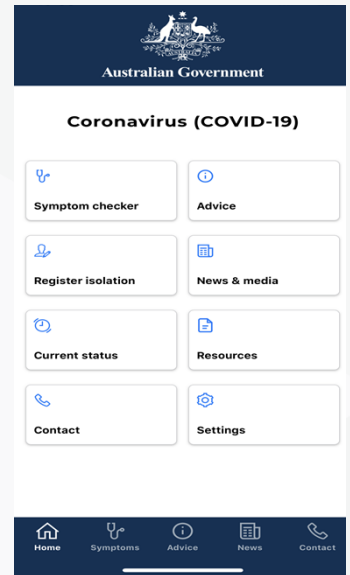 Australian Government
Coronavirus (COVID-19)
Symptom checker
Advice
Register isolation
News & media
Current status
Resources
Contact
Settings
Home
Symptoms
Advice
News
Contact